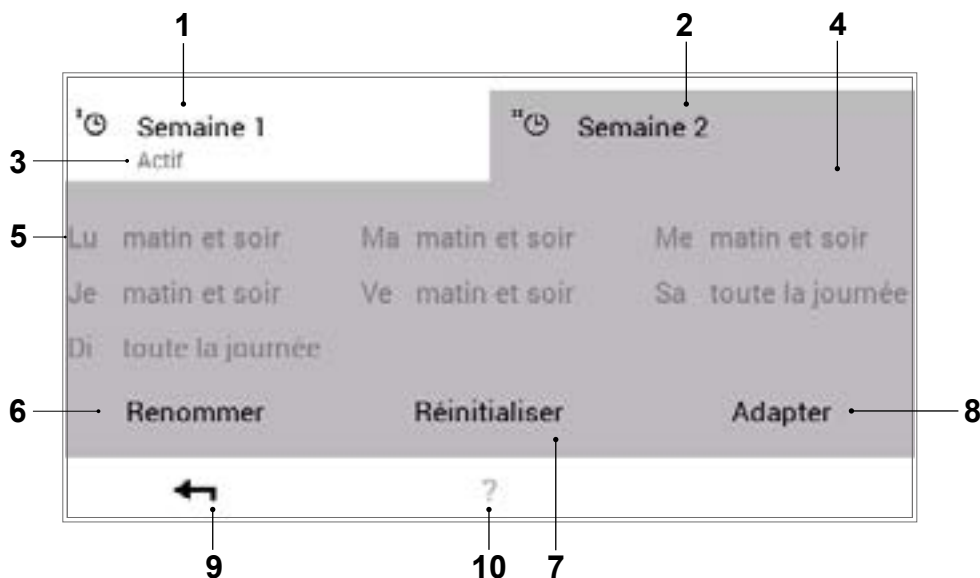 1 2 4
Semaine 1 Semaine 2
3 Actif
5 Lu matin et soir Ma matin et soir Me matin et soir
Je matin et soir Ve matin et soir Sa toute la journée
Di toute la journée
6 Renommer Réinitialiser Adapter 8
?
9 10 7